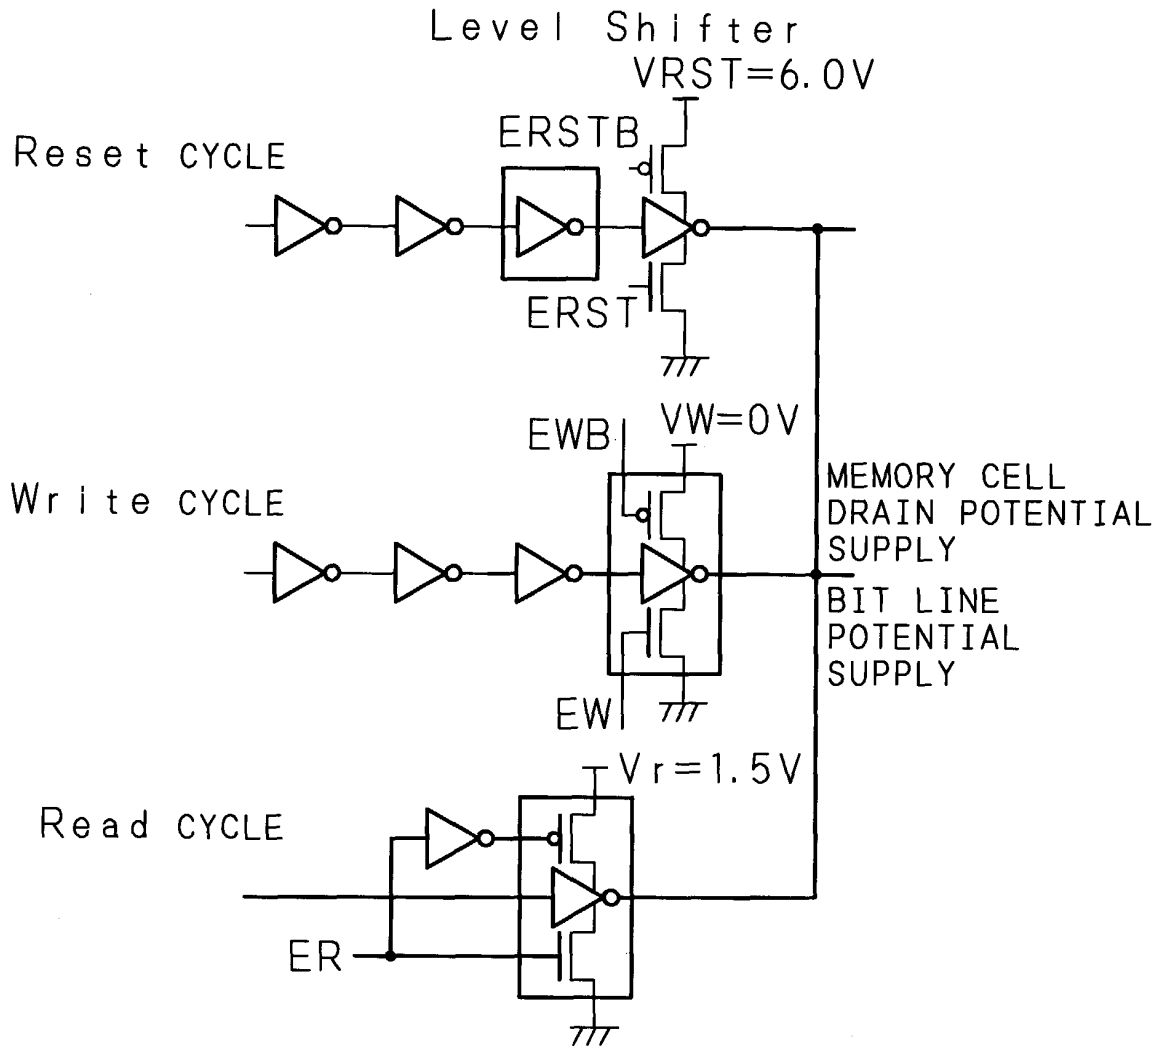 Level Shifter
VRST=6.0V
ERSTB
Reset CYCLE
ERST
VW=0V
EWB
Write CYCLE
MEMORY CELL
DRAIN POTENTIAL
SUPPLY
BIT LINE
POTENTIAL
SUPPLY
EW
Vr=1.5V
Read CYCLE
ER